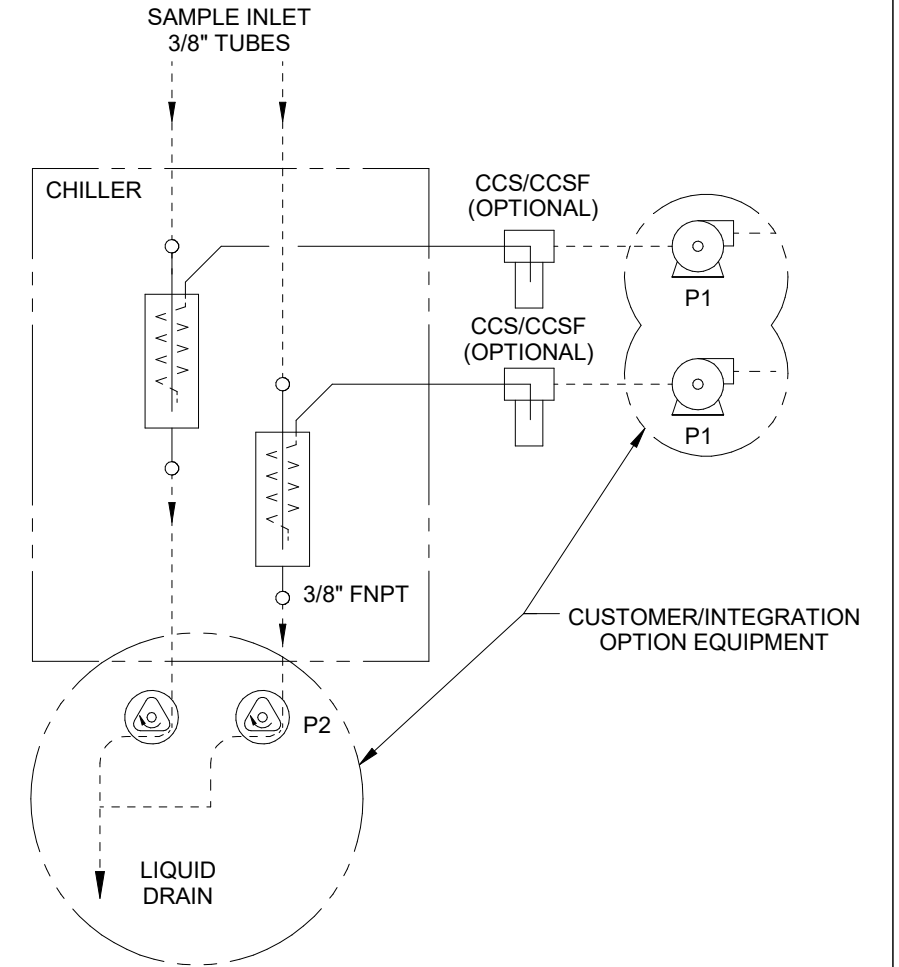 SAMPLE INLET
3/8" TUBES
CHILLER
CCS/CCSF
(OPTIONAL)
P1
CCS/CCSF
(OPTIONAL)
P1
3/8" FNPT
CUSTOMER/INTEGRATION
OPTION EQUIPMENT
P2
LIQUID
DRAIN